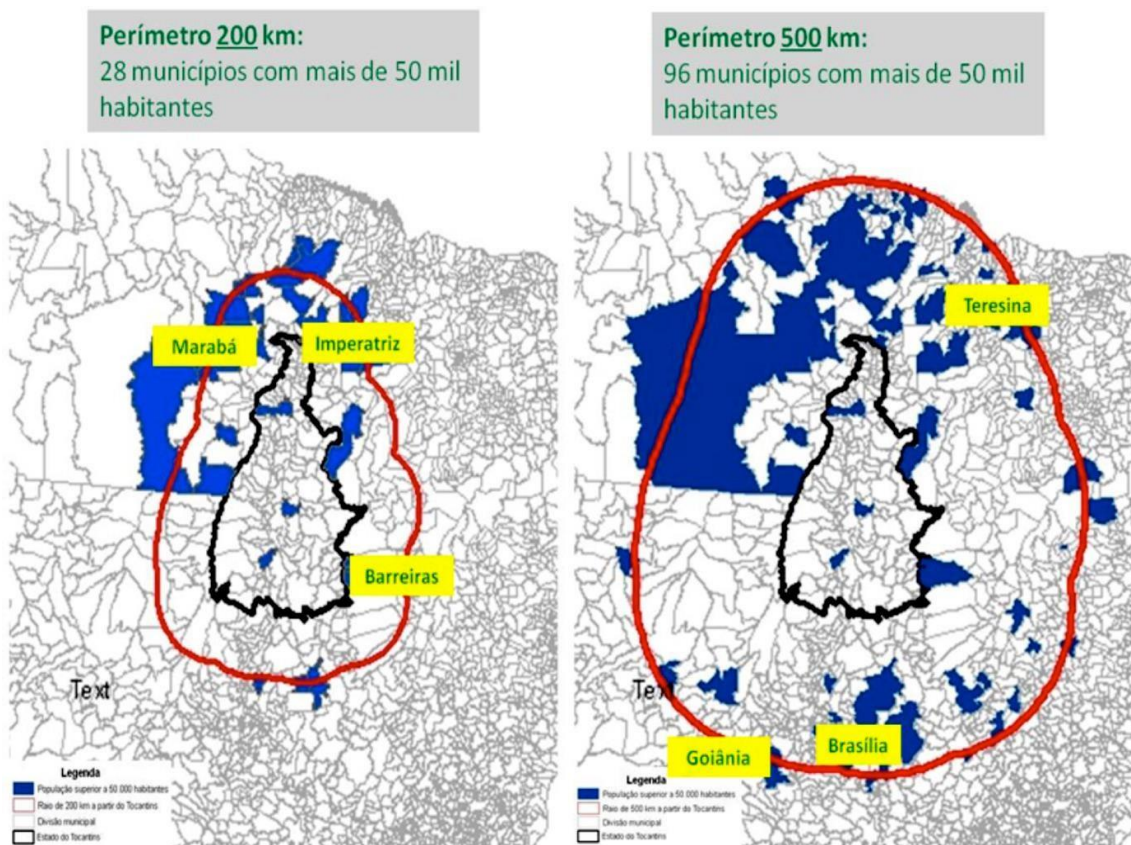 Perímetro 200 km:
28 municípios com mais de 50 mil
habitantes
Marabá
Imperatriz
Barreiras
Text
Legenda
População superior a 50.000 habitantes
Raio de 200 km a partir do Tocantins
Divisão municipal
Estado do Tocantins
Perímetro 500 km:
96 municípios com mais de 50 mil
habitantes
Teresina
Text
Goiânia
Brasília
Legenda
População superior a 50.000 habitantes
Raio de 500 km a partir do Tocantins
Divisão municipal
Estado do Tocantins